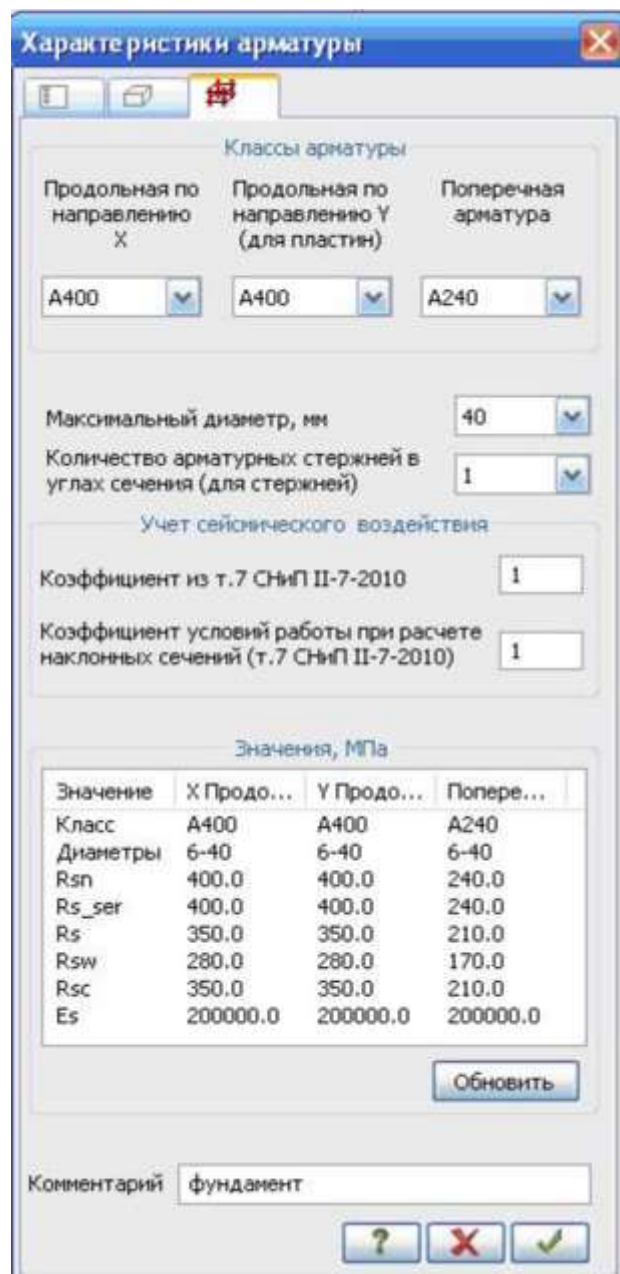 Характеристики арматуры
Классы арматуры
Продольная по направлению X
Продольная по направлению Y (для пластин)
Поперечная арматура
A400 A400 A240
Максимальный диаметр, мм 40
Количество арматурных стержней в
углах сечения (для стержней) 1
Учет сейсмического воздействия
Коэффициент из т.7 СНиП II-7-2010 1
Коэффициент условий работы при расчете
наклонных сечений (т.7 СНиП II-7-2010) 1
Значения, МПа
Значение X Продо... Y Продо... Попере...
Класс A400 A400 A240
Диаметры 6-40 6-40 6-40
Rsn 400.0 400.0 240.0
Rs_ser 400.0 400.0 240.0
Rs 350.0 350.0 210.0
Rsw 280.0 280.0 170.0
Rsc 350.0 350.0 210.0
Es 200000.0 200000.0 200000.0
Обновить
Комментарий фундамент
?